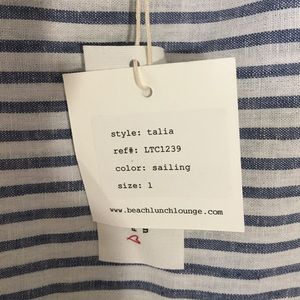 style: talia
ref#: LTC1239
color: sailing
size: 1
www.beachlunchlounge.com